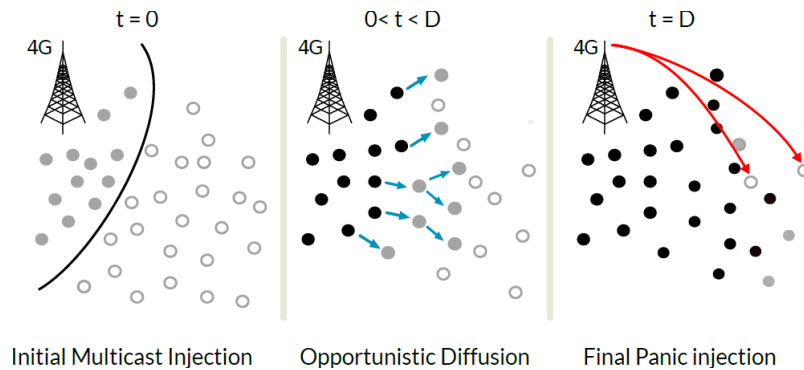 t = 0
0< t < D
t = D
4G
4G
4G
Initial Multicast Injection
Opportunistic Diffusion
Final Panic injection